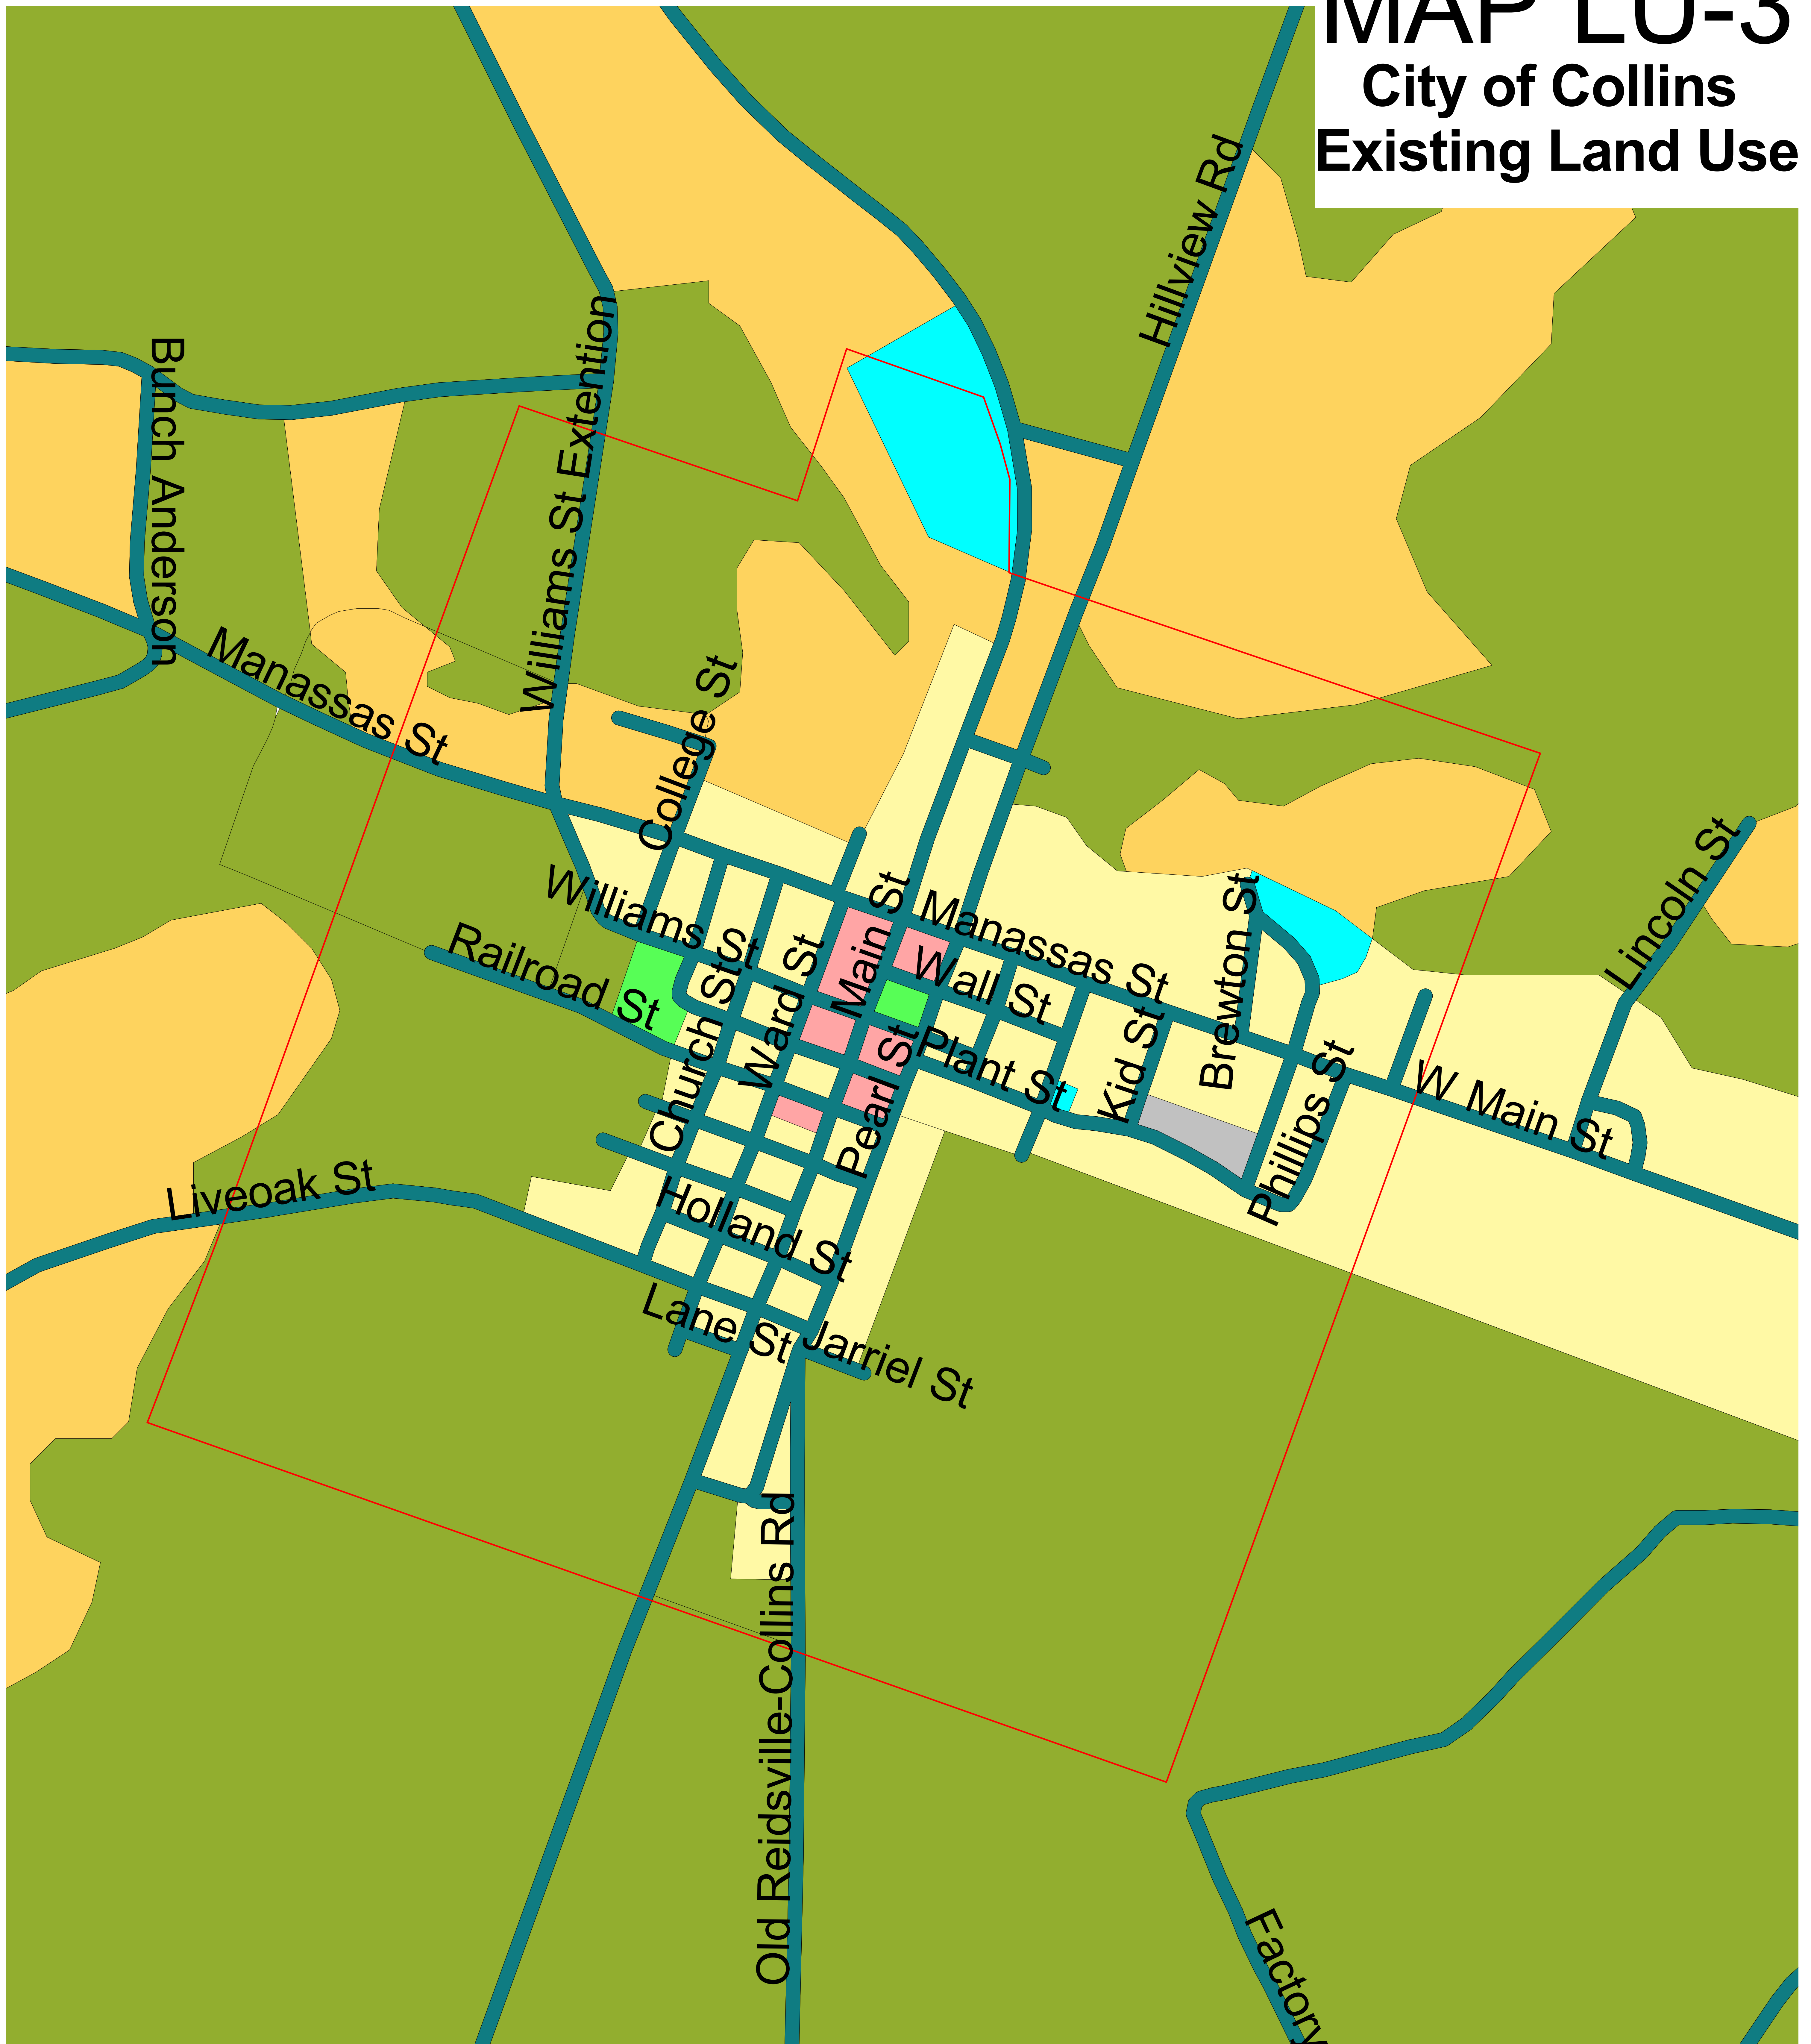 MAP LU-3
City of Collins
Existing Land Use
Hillview Rd
Williams St Extention
Bunch Anderson
Manassas St
College St
Lincoln St
Williams St
Main St
Manassas St
Brewton St
Railroad St
Church St
Ward St
Wall St
Kid St
Plant St
Pearl St
Phillips St
W Main St
Liveoak St
Holland St
Lane St
Jarriel St
Old Reidsville-Collins Rd
Factory